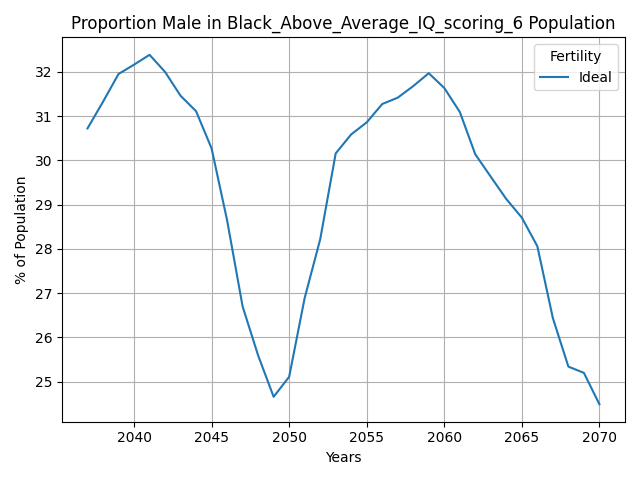 Proportion Male in Black_Above_Average_IQ_scoring_6 Population
Fertility
Ideal
% of Population
32
31
30
29
28
27
26
25
2040 2045 2050 2055 2060 2065 2070
Years